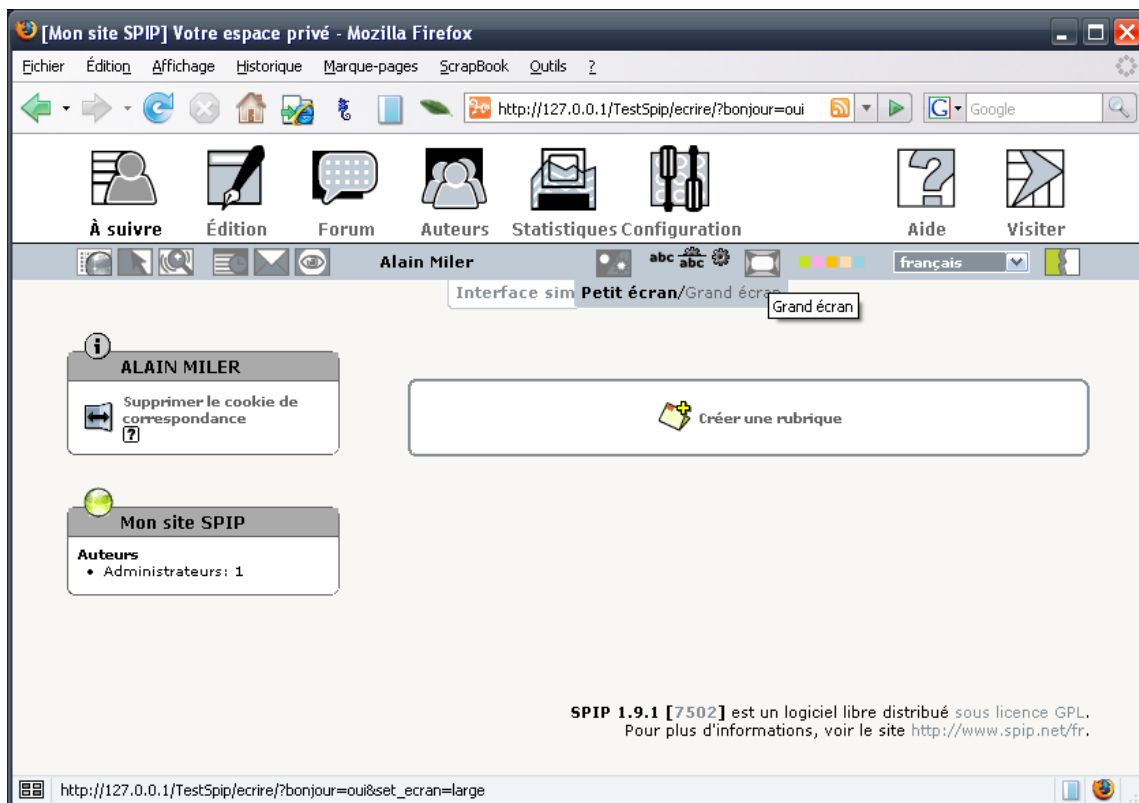 [Mon site SPIP] Votre espace privé - Mozilla Firefox
Fichier Édition Affichage Historique Marque-pages ScrapBook Outils ?
http://127.0.0.1/TestSpip/ecrire/?bonjour=oui G Google
À suivre Édition Forum Auteurs Statistiques Configuration Aide Visiter
Alain Miler abc abc français
Interface sim Petit écran/Grand écran
Grand écran
i
ALAIN MILER
Supprimer le cookie de
correspondance
?
Créer une rubrique
Mon site SPIP
Auteurs
• Administrateurs: 1
SPIP 1.9.1 [7502] est un logiciel libre distribué sous licence GPL.
Pour plus d'informations, voir le site http://www.spip.net/fr.
http://127.0.0.1/TestSpip/ecrire/?bonjour=oui&set_ecran=large